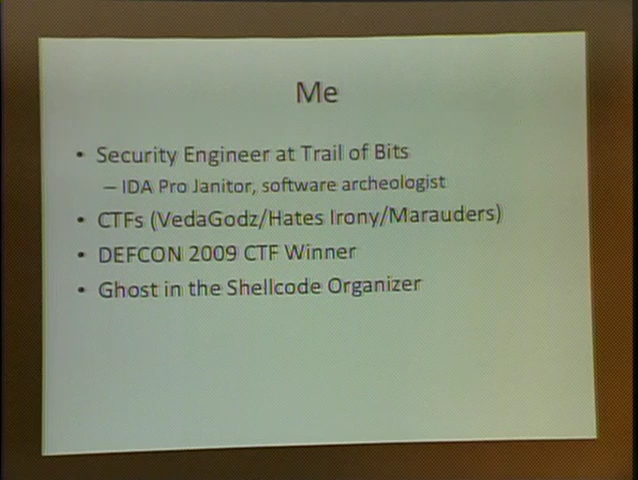 Me
• Security Engineer at Trail of Bits
– IDA Pro Janitor, software archeologist
• CTFs (VedaGodz/Hates Irony/Marauders)
• DEFCON 2009 CTF Winner
• Ghost in the Shellcode Organizer